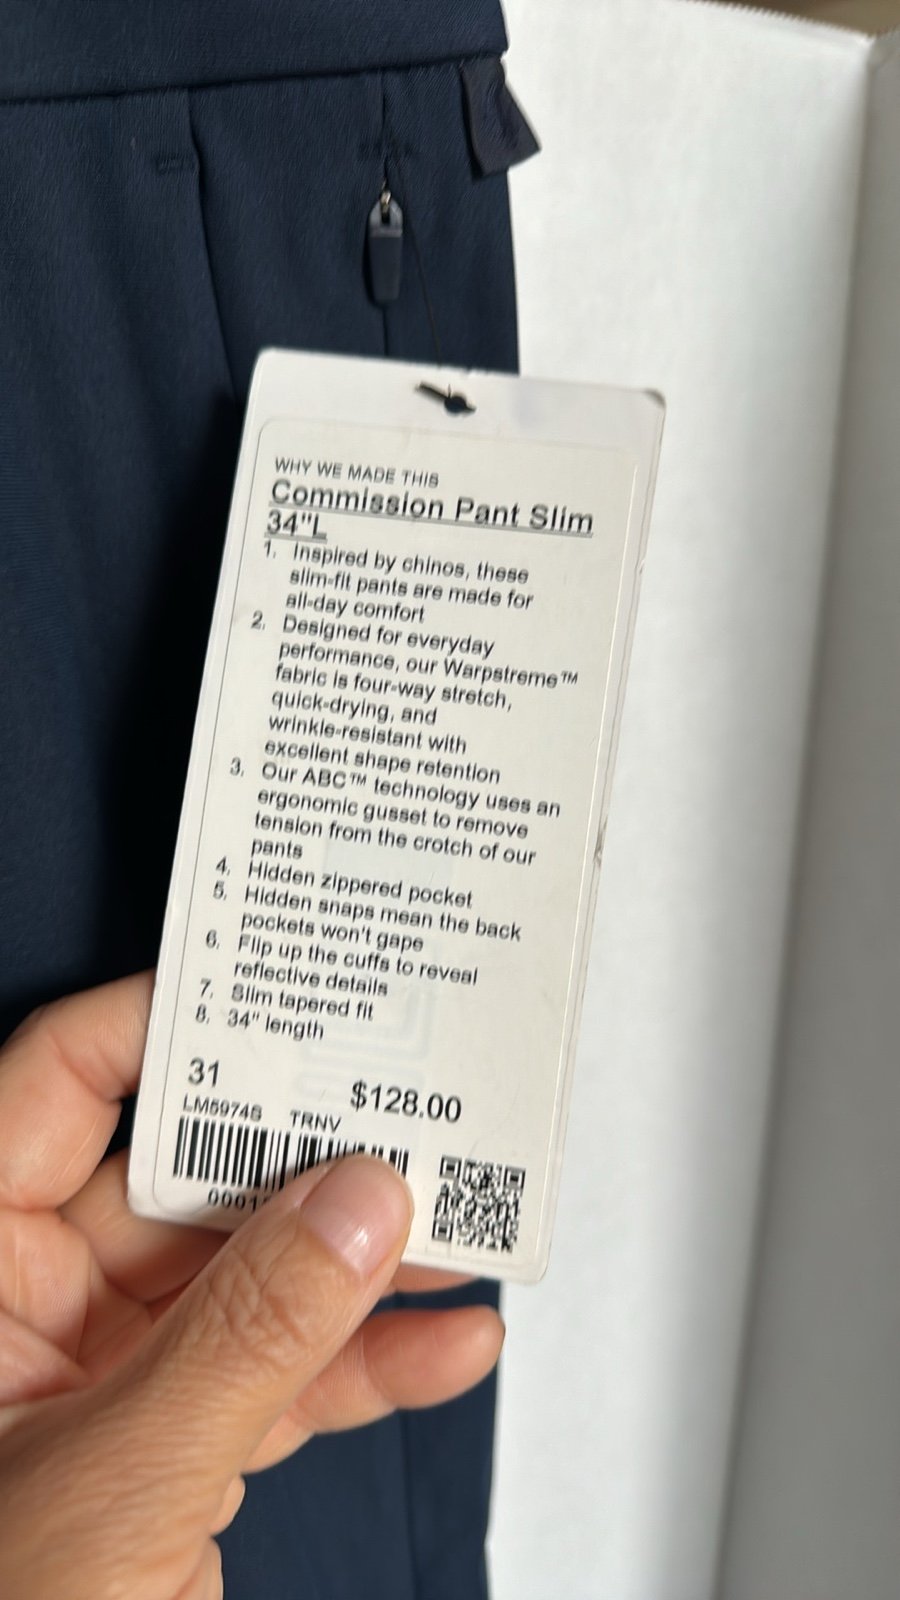 WHY WE MADE THIS
Commission Pant Slim
34"L
1. Inspired by chinos, these
slim-fit pants are made for
all-day comfort
2. Designed for everyday
performance, our Warpstreme™
fabric is four-way stretch,
quick-drying, and
wrinkle-resistant with
excellent shape retention
3. Our ABC™ technology uses an
ergonomic gusset to remove
tension from the crotch of our
pants
4. Hidden zippered pocket
5. Hidden snaps mean the back
pockets won't gape
6. Flip up the cuffs to reveal
reflective details
7. Slim tapered fit
8. 34" length
31 $128.00
LM5974S TRNV
0001